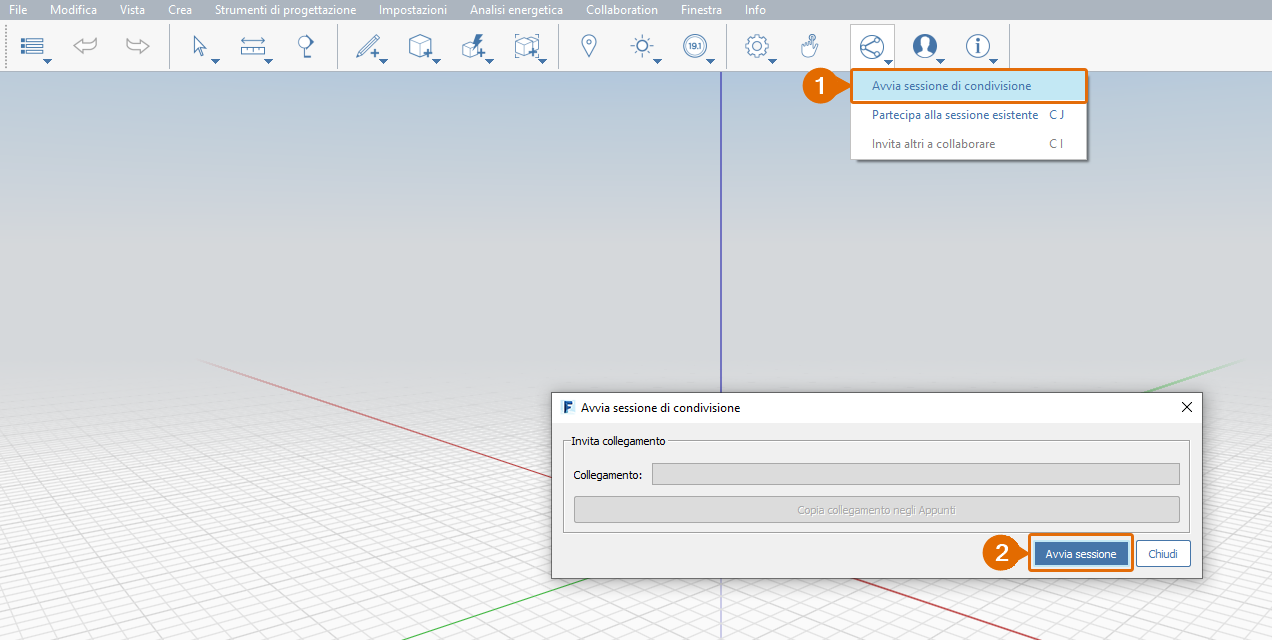 File Modifica Vista Crea Strumenti di progettazione Impostazioni Analisi energetica Collaboration Finestra Info
19.1
1
Avvia sessione di condivisione
Partecipa alla sessione esistente C J
Invita altri a collaborare C I
F Avvia sessione di condivisione
Invita collegamento
Collegamento:
Copia collegamento negli Appunti
2
Avvia sessione
Chiudi